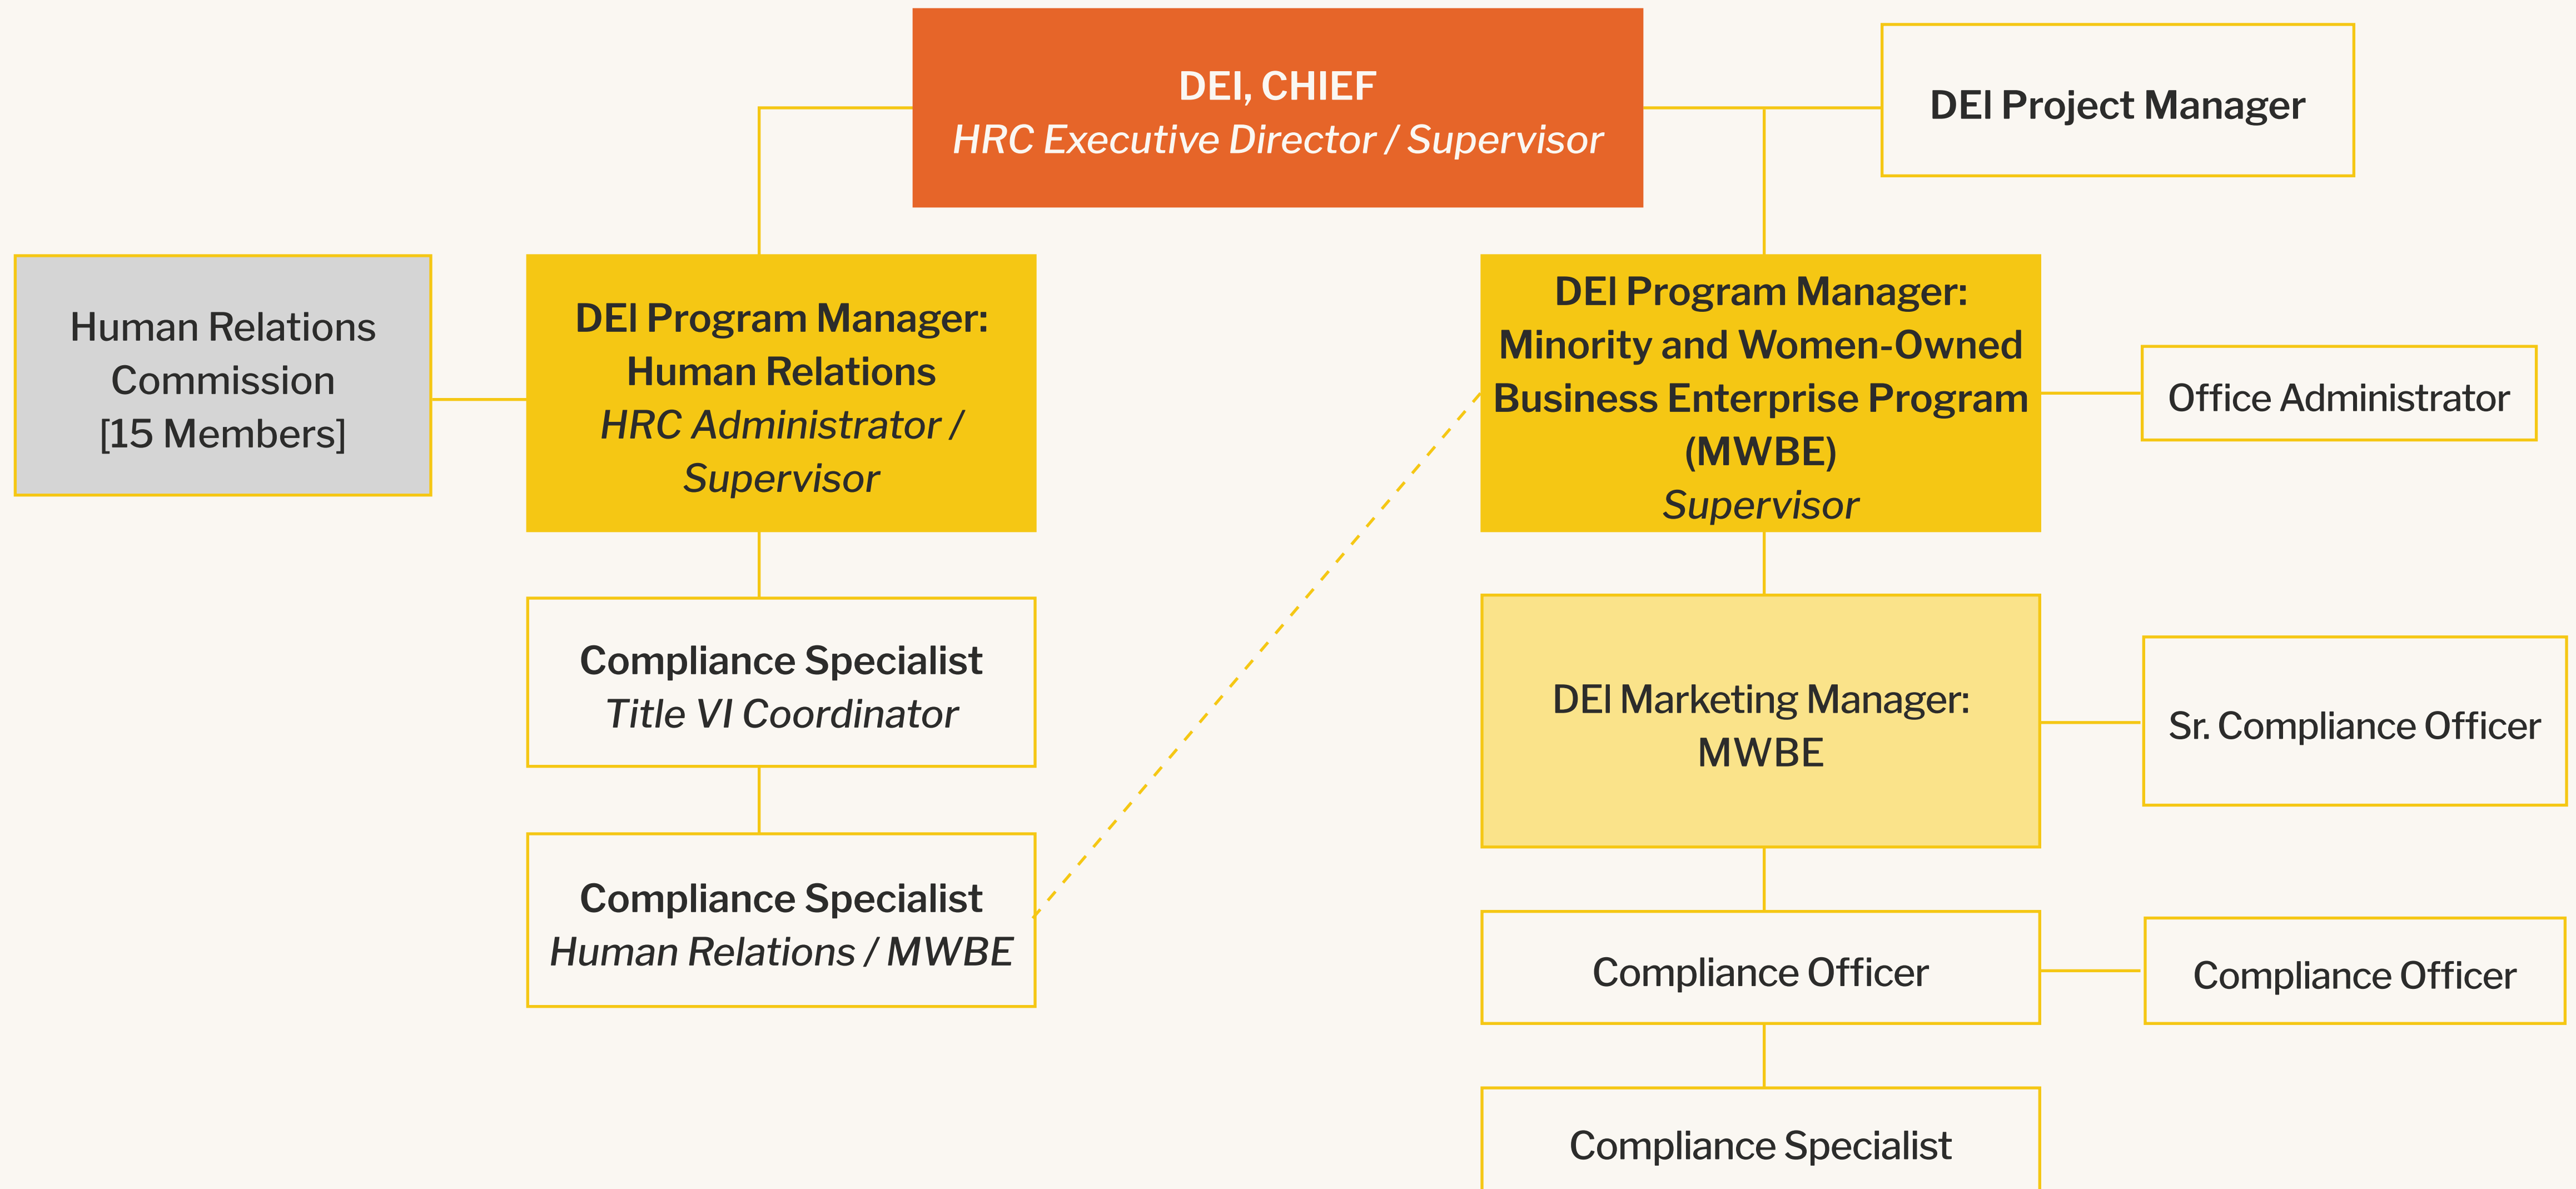 DEI, CHIEF
HRC Executive Director / Supervisor
DEI Project Manager
Human Relations
Commission
[15 Members]
DEI Program Manager:
Human Relations
HRC Administrator /
Supervisor
DEI Program Manager:
Minority and Women-Owned
Business Enterprise Program
(MWBE)
Supervisor
Office Administrator
Compliance Specialist
Title VI Coordinator
DEI Marketing Manager:
MWBE
Sr. Compliance Officer
Compliance Specialist
Human Relations / MWBE
Compliance Officer
Compliance Officer
Compliance Specialist